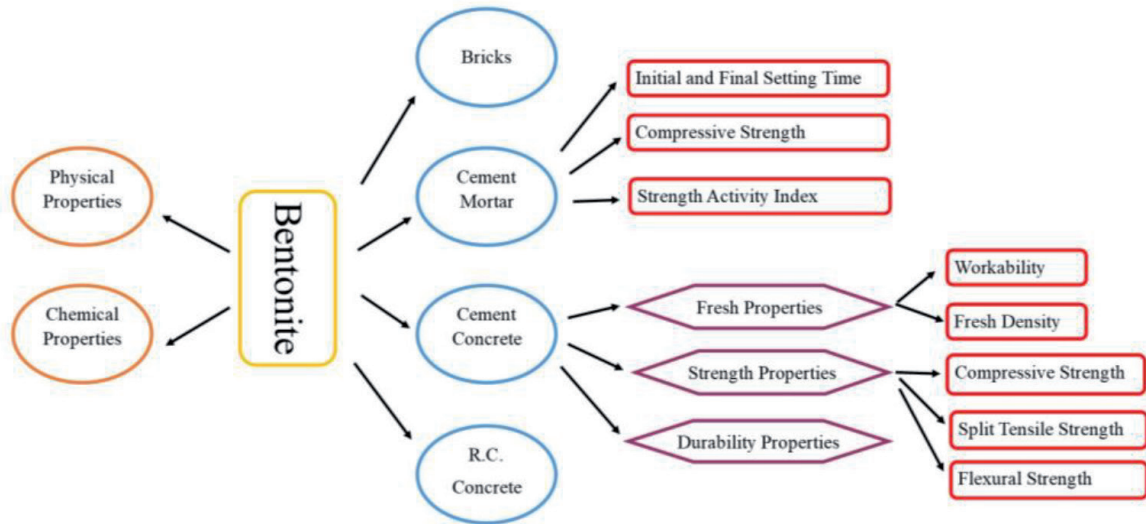 Physical
Properties
Chemical
Properties
Bentonite
Bricks
Cement
Mortar
Cement
Concrete
R.C.
Concrete
Initial and Final Setting Time
Compressive Strength
Strength Activity Index
Fresh Properties
Strength Properties
Durability Properties
Workability
Fresh Density
Compressive Strength
Split Tensile Strength
Flexural Strength